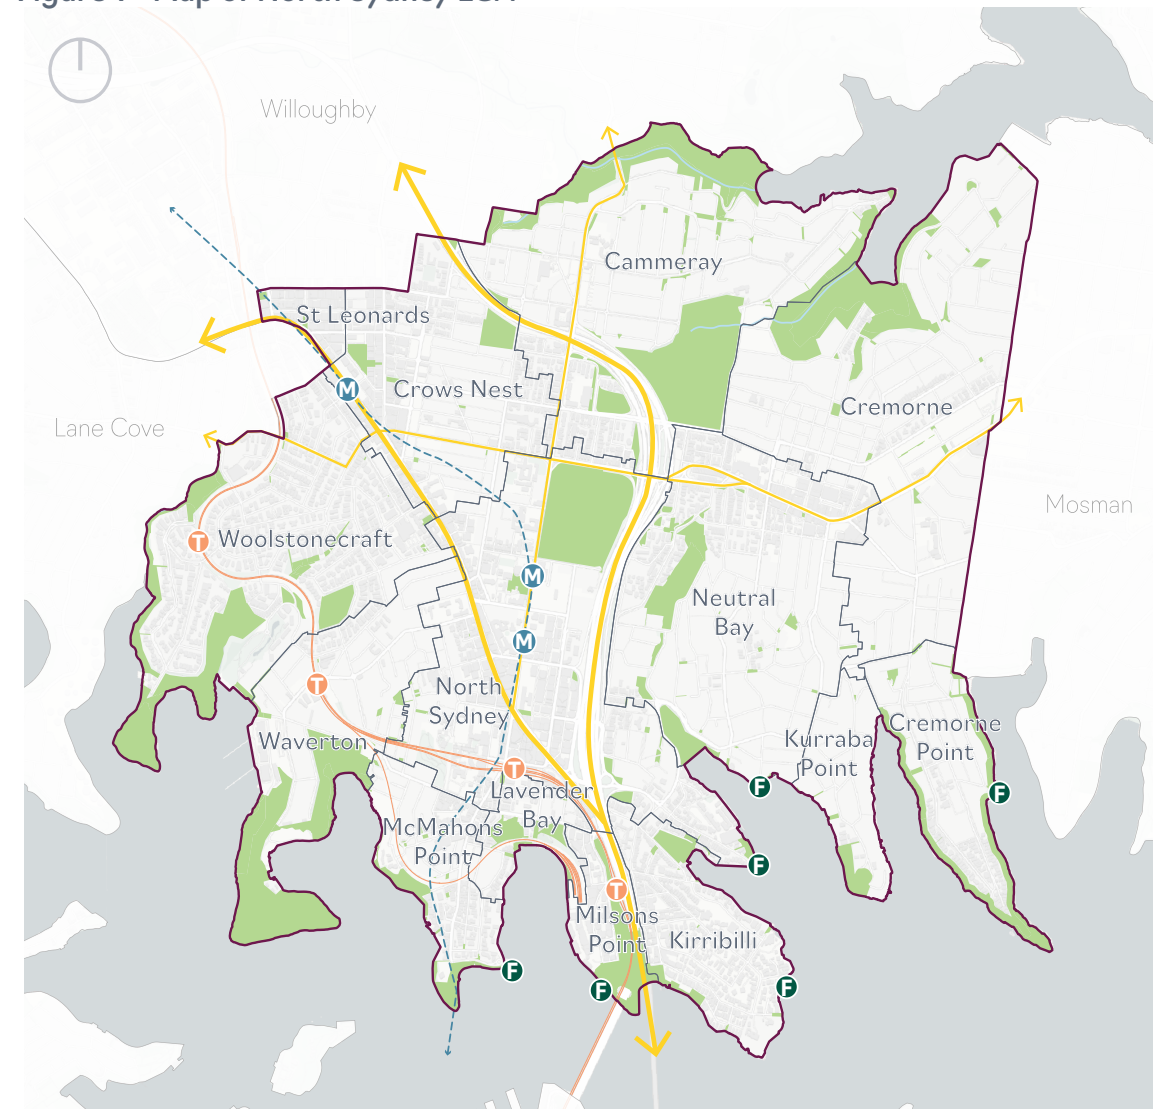 Willoughby
Cammeray
St Leonards
M
Crows Nest
Cremorne
Lane Cove
Mosman
T
Woolstonecraft
M
Neutral
Bay
M
T
North
Sydney
Cremorne
Point
Waverton
Kurraba
Point
T
F
F
Lavender
Bay
McMahons
Point
F
T
Milsons
Point
Kirribilli
F
F
F